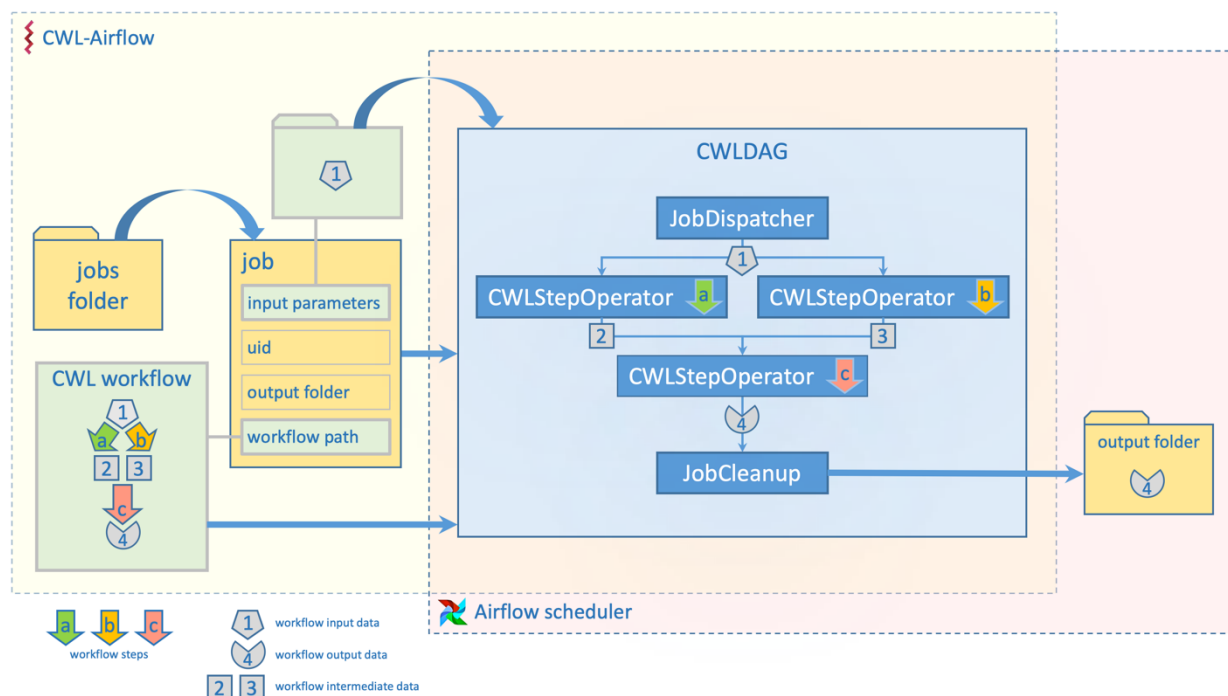 CWL-Airflow
1
CWLDAG
JobDispatcher
1
jobs
folder
job
input parameters
uid
output folder
workflow path
CWLStepOperator a
CWLStepOperator b
2
3
CWLStepOperator c
4
JobCleanup
CWL workflow
1
a b
2 3
c
4
output folder
4
Airflow scheduler
a b c
workflow steps
1 workflow input data
4 workflow output data
2 3 workflow intermediate data